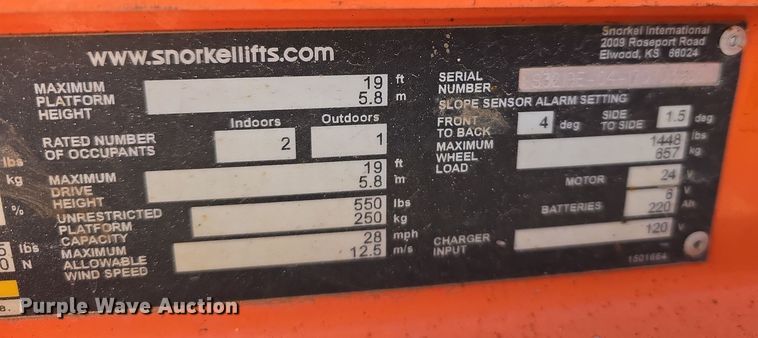 www.snorkellifts.com
Snorkel International
2009 Roseport Road
Elwood, KS 66024
MAXIMUM PLATFORM HEIGHT
19 ft
5.8 m
SERIAL NUMBER
SLOPE SENSOR ALARM SETTING
FRONT TO BACK 4 deg
SIDE TO SIDE 1.5 deg
Indoors Outdoors
RATED NUMBER OF OCCUPANTS 2 1
MAXIMUM WHEEL LOAD
1448 lbs
657 kg
MAXIMUM DRIVE HEIGHT
19 ft
5.8 m
MOTOR 24 V
BATTERIES
6 V
220 Ah
UNRESTRICTED PLATFORM CAPACITY
550 lbs
250 kg
MAXIMUM ALLOWABLE WIND SPEED
28 mph
12.5 m/s
CHARGER INPUT 120 V
1501664
lbs
kg
%
lbs
N
Purple Wave Auction